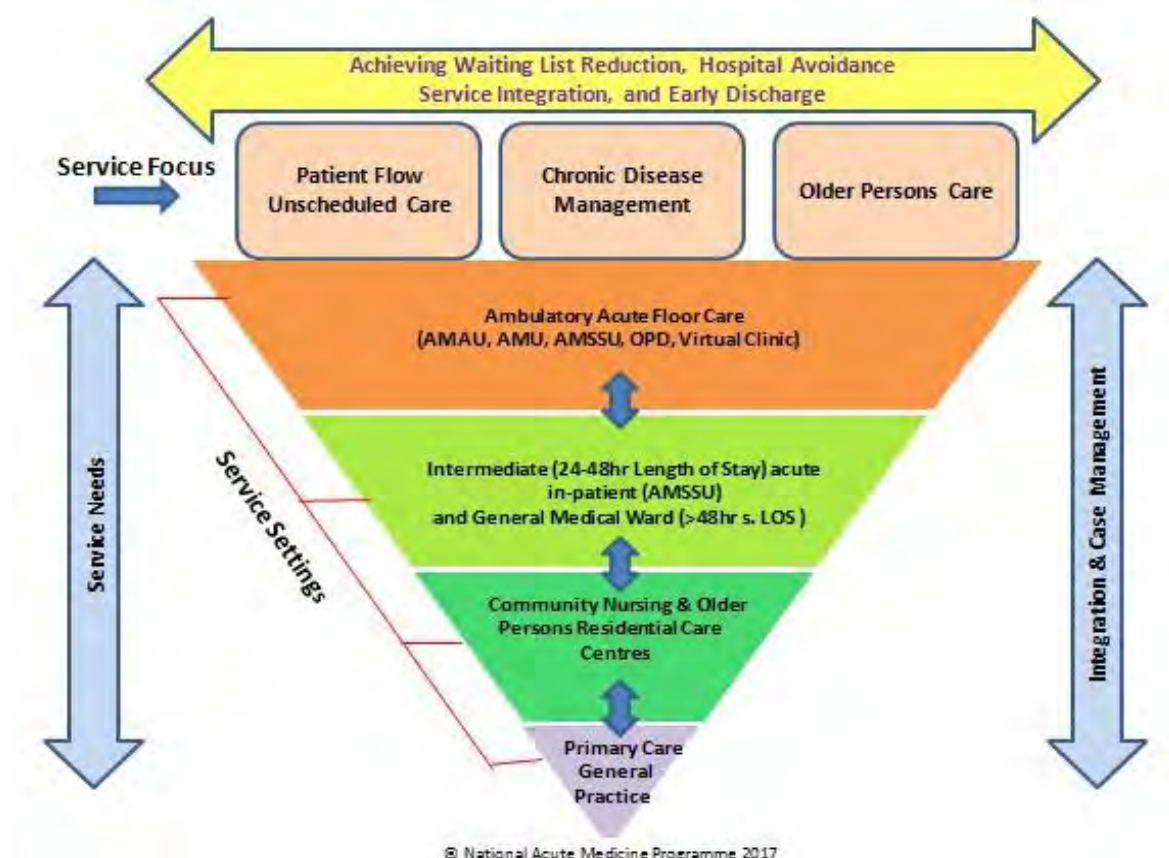 Achieving Waiting List Reduction, Hospital Avoidance
Service Integration, and Early Discharge
Service Focus
Patient Flow
Unscheduled Care
Chronic Disease
Management
Older Persons Care
Ambulatory Acute Floor Care
(AMAU, AMU, AMSSU, OPD, Virtual Clinic)
Service Needs
Service Settings
Integration & Case Management
Intermediate (24-48hr Length of Stay) acute
in-patient (AMSSU)
and General Medical Ward (>48hr s. LOS )
Community Nursing & Older
Persons Residential Care
Centres
Primary Care
General
Practice
© National Acute Medicine Programme 2017